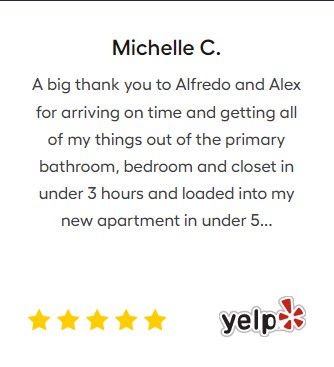 Michelle C.
A big thank you to Alfredo and Alex
for arriving on time and getting all
of my things out of the primary
bathroom, bedroom and closet in
under 3 hours and loaded into my
new apartment in under 5...
yelp